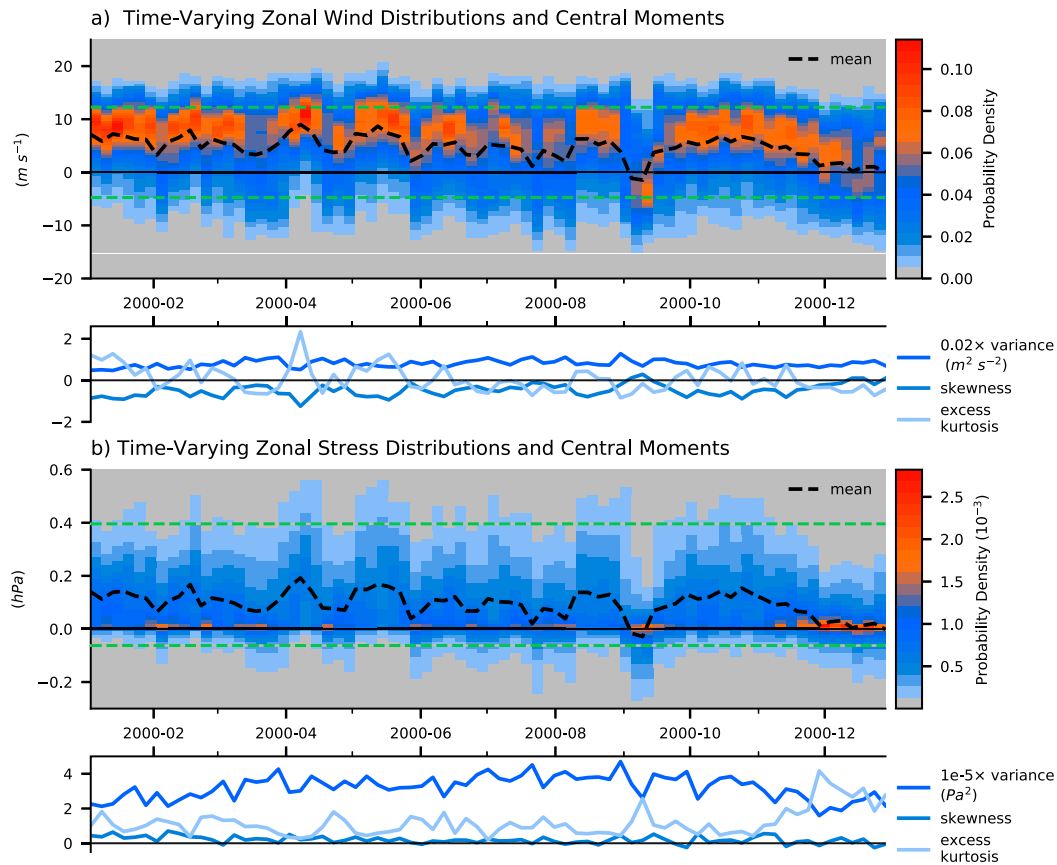 a) Time-Varying Zonal Wind Distributions and Central Moments
20
10
0
−10
−20
(m s⁻¹)
mean
0.10
0.08
0.06
0.04
0.02
0.00
Probability Density
2000-02 2000-04 2000-06 2000-08 2000-10 2000-12
2
0
−2
0.02× variance
(m² s⁻²)
skewness
excess
kurtosis
b) Time-Varying Zonal Stress Distributions and Central Moments
0.6
0.4
0.2
0.0
−0.2
(hPa)
mean
2.5
2.0
1.5
1.0
0.5
Probability Density (10⁻³)
2000-02 2000-04 2000-06 2000-08 2000-10 2000-12
4
2
0
1e-5× variance
(Pa²)
skewness
excess
kurtosis